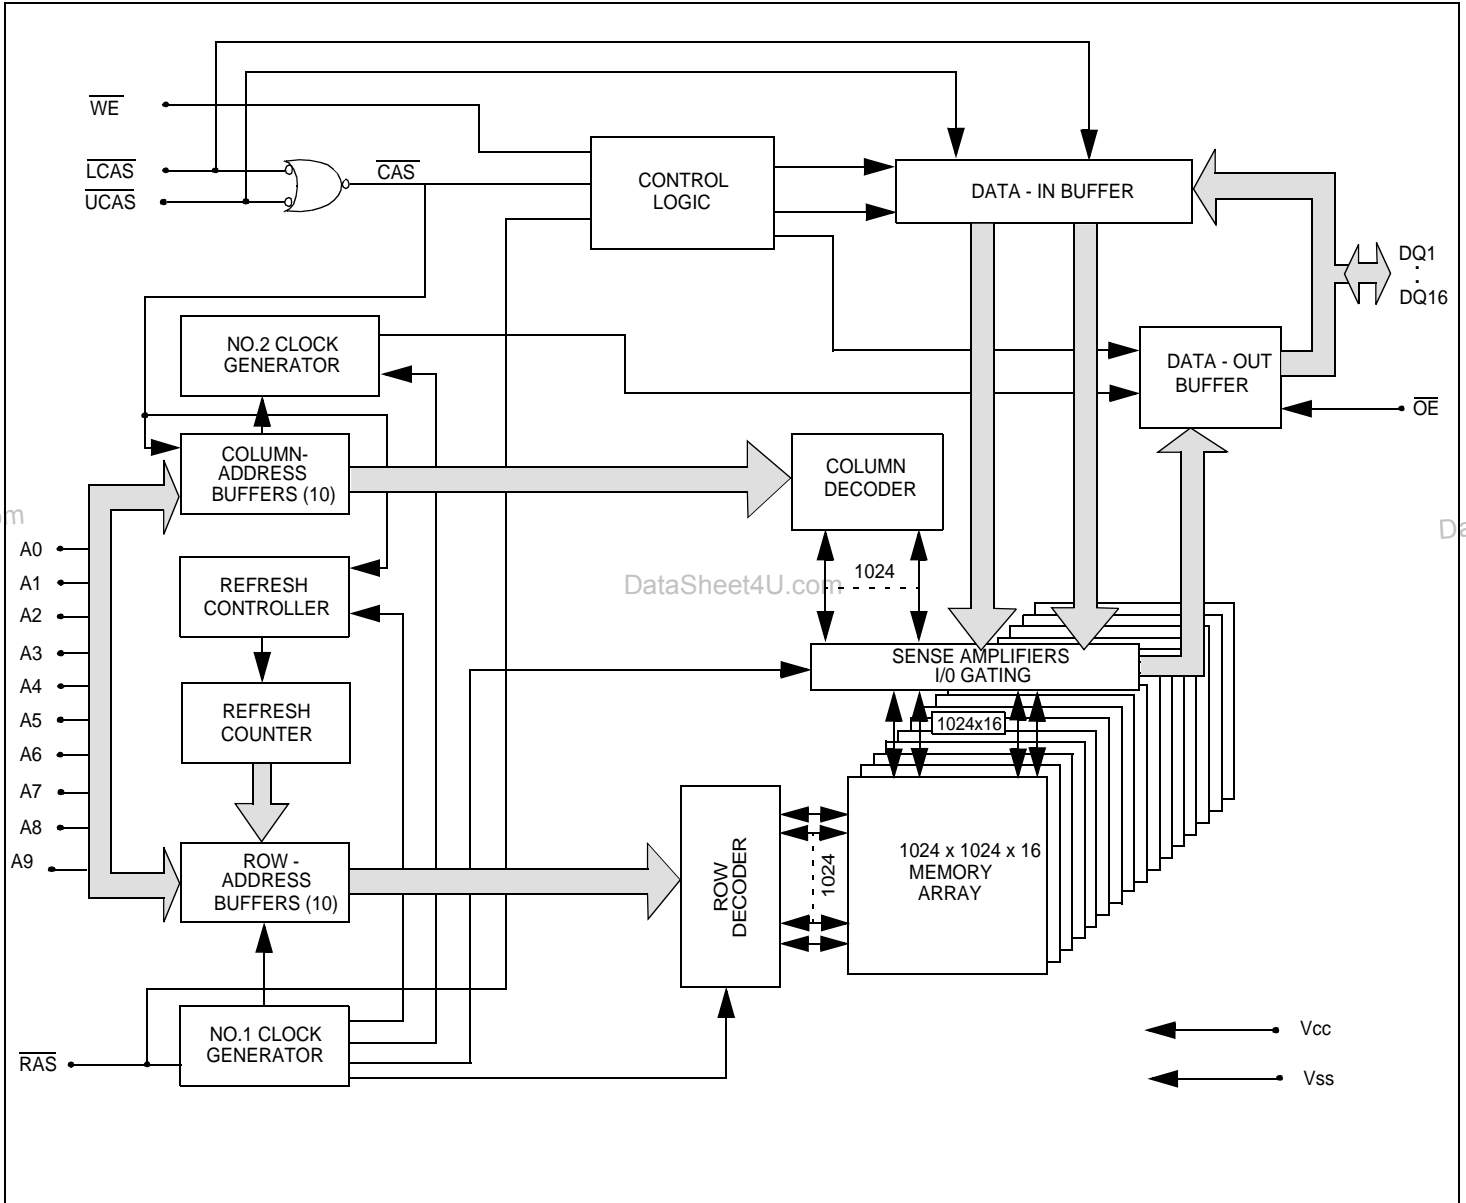 WE
LCAS
UCAS
CAS
CONTROL
LOGIC
DATA - IN BUFFER
DQ1
.
.
DQ16
NO.2 CLOCK
GENERATOR
DATA - OUT
BUFFER
OE
COLUMN-
ADDRESS
BUFFERS (10)
COLUMN
DECODER
A0
A1
A2
A3
A4
A5
A6
A7
A8
A9
REFRESH
CONTROLLER
1024
DataSheet4U.com
om
Da
SENSE AMPLIFIERS
I/0 GATING
REFRESH
COUNTER
1024x16
ROW -
ADDRESS
BUFFERS (10)
ROW
DECODER
1024
1024 x 1024 x 16
MEMORY
ARRAY
RAS
NO.1 CLOCK
GENERATOR
Vcc
Vss